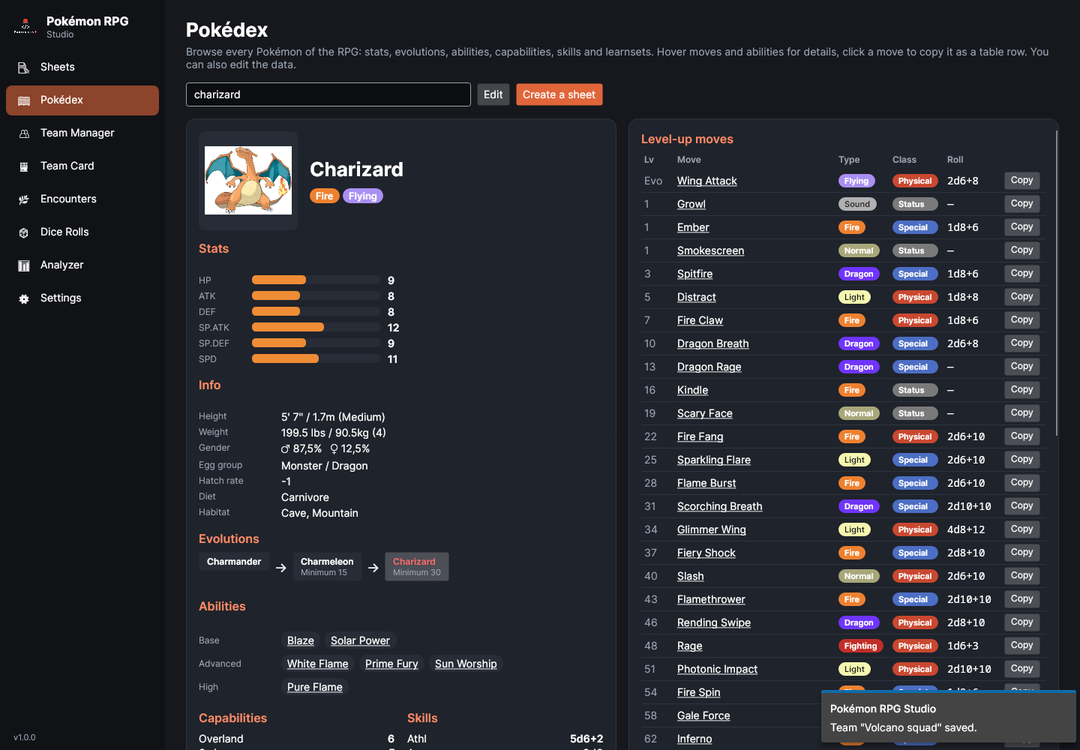 Pokémon RPG
Studio
Sheets
Pokédex
Team Manager
Team Card
Encounters
Dice Rolls
Analyzer
Settings
v1.0.0
Pokédex
Browse every Pokémon of the RPG: stats, evolutions, abilities, capabilities, skills and learnsets. Hover moves and abilities for details, click a move to copy it as a table row. You
can also edit the data.
charizard Edit Create a sheet
Charizard
Fire Flying
Stats
HP 9
ATK 8
DEF 8
SP.ATK 12
SP.DEF 9
SPD 11
Info
Height 5' 7" / 1.7m (Medium)
Weight 199.5 lbs / 90.5kg (4)
Gender ♂ 87,5% ♀ 12,5%
Egg group Monster / Dragon
Hatch rate -1
Diet Carnivore
Habitat Cave, Mountain
Evolutions
Charmander → Charmeleon → Charizard
Minimum 15 Minimum 30
Abilities
Base Blaze Solar Power
Advanced White Flame Prime Fury Sun Worship
High Pure Flame
Capabilities Skills
Overland 6 Athl 5d6+2
Level-up moves
Lv Move Type Class Roll
Evo Wing Attack Flying Physical 2d6+8 Copy
1 Growl Sound Status – Copy
1 Ember Fire Special 1d8+6 Copy
1 Smokescreen Normal Status – Copy
3 Spitfire Dragon Special 1d8+6 Copy
5 Distract Light Physical 1d8+8 Copy
7 Fire Claw Fire Physical 1d8+6 Copy
10 Dragon Breath Dragon Special 2d6+8 Copy
13 Dragon Rage Dragon Special – Copy
16 Kindle Fire Status – Copy
19 Scary Face Normal Status – Copy
22 Fire Fang Fire Physical 2d6+10 Copy
25 Sparkling Flare Light Special 2d6+10 Copy
28 Flame Burst Fire Special 2d6+10 Copy
31 Scorching Breath Dragon Special 2d10+10 Copy
34 Glimmer Wing Light Physical 4d8+12 Copy
37 Fiery Shock Fire Special 2d8+10 Copy
40 Slash Normal Physical 2d6+10 Copy
43 Flamethrower Fire Special 2d10+10 Copy
46 Rending Swipe Dragon Physical 2d8+10 Copy
48 Rage Fighting Physical 1d6+3 Copy
51 Photonic Impact Light Physical 2d10+10 Copy
54 Fire Spin
58 Gale Force
62 Inferno
Pokémon RPG Studio
Team "Volcano squad" saved.